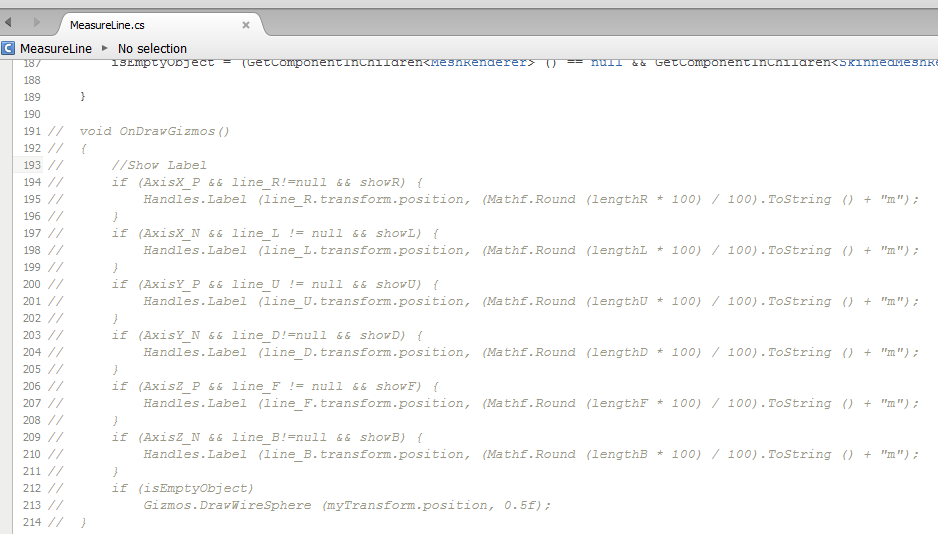 MeasureLine.cs ×
C MeasureLine ▸ No selection
187 isEmptyObject = (GetComponentInChildren<MeshRenderer> () == null && GetComponentInChildren<SkinnedMeshRe
188
189 }
190
191 // void OnDrawGizmos()
192 // {
193 // //Show Label
194 // if (AxisX_P && line_R!=null && showR) {
195 // Handles.Label (line_R.transform.position, (Mathf.Round (lengthR * 100) / 100).ToString () + "m");
196 // }
197 // if (AxisX_N && line_L != null && showL) {
198 // Handles.Label (line_L.transform.position, (Mathf.Round (lengthL * 100) / 100).ToString () + "m");
199 // }
200 // if (AxisY_P && line_U != null && showU) {
201 // Handles.Label (line_U.transform.position, (Mathf.Round (lengthU * 100) / 100).ToString () + "m");
202 // }
203 // if (AxisY_N && line_D!=null && showD) {
204 // Handles.Label (line_D.transform.position, (Mathf.Round (lengthD * 100) / 100).ToString () + "m");
205 // }
206 // if (AxisZ_P && line_F != null && showF) {
207 // Handles.Label (line_F.transform.position, (Mathf.Round (lengthF * 100) / 100).ToString () + "m");
208 // }
209 // if (AxisZ_N && line_B!=null && showB) {
210 // Handles.Label (line_B.transform.position, (Mathf.Round (lengthB * 100) / 100).ToString () + "m");
211 // }
212 // if (isEmptyObject)
213 // Gizmos.DrawWireSphere (myTransform.position, 0.5f);
214 // }